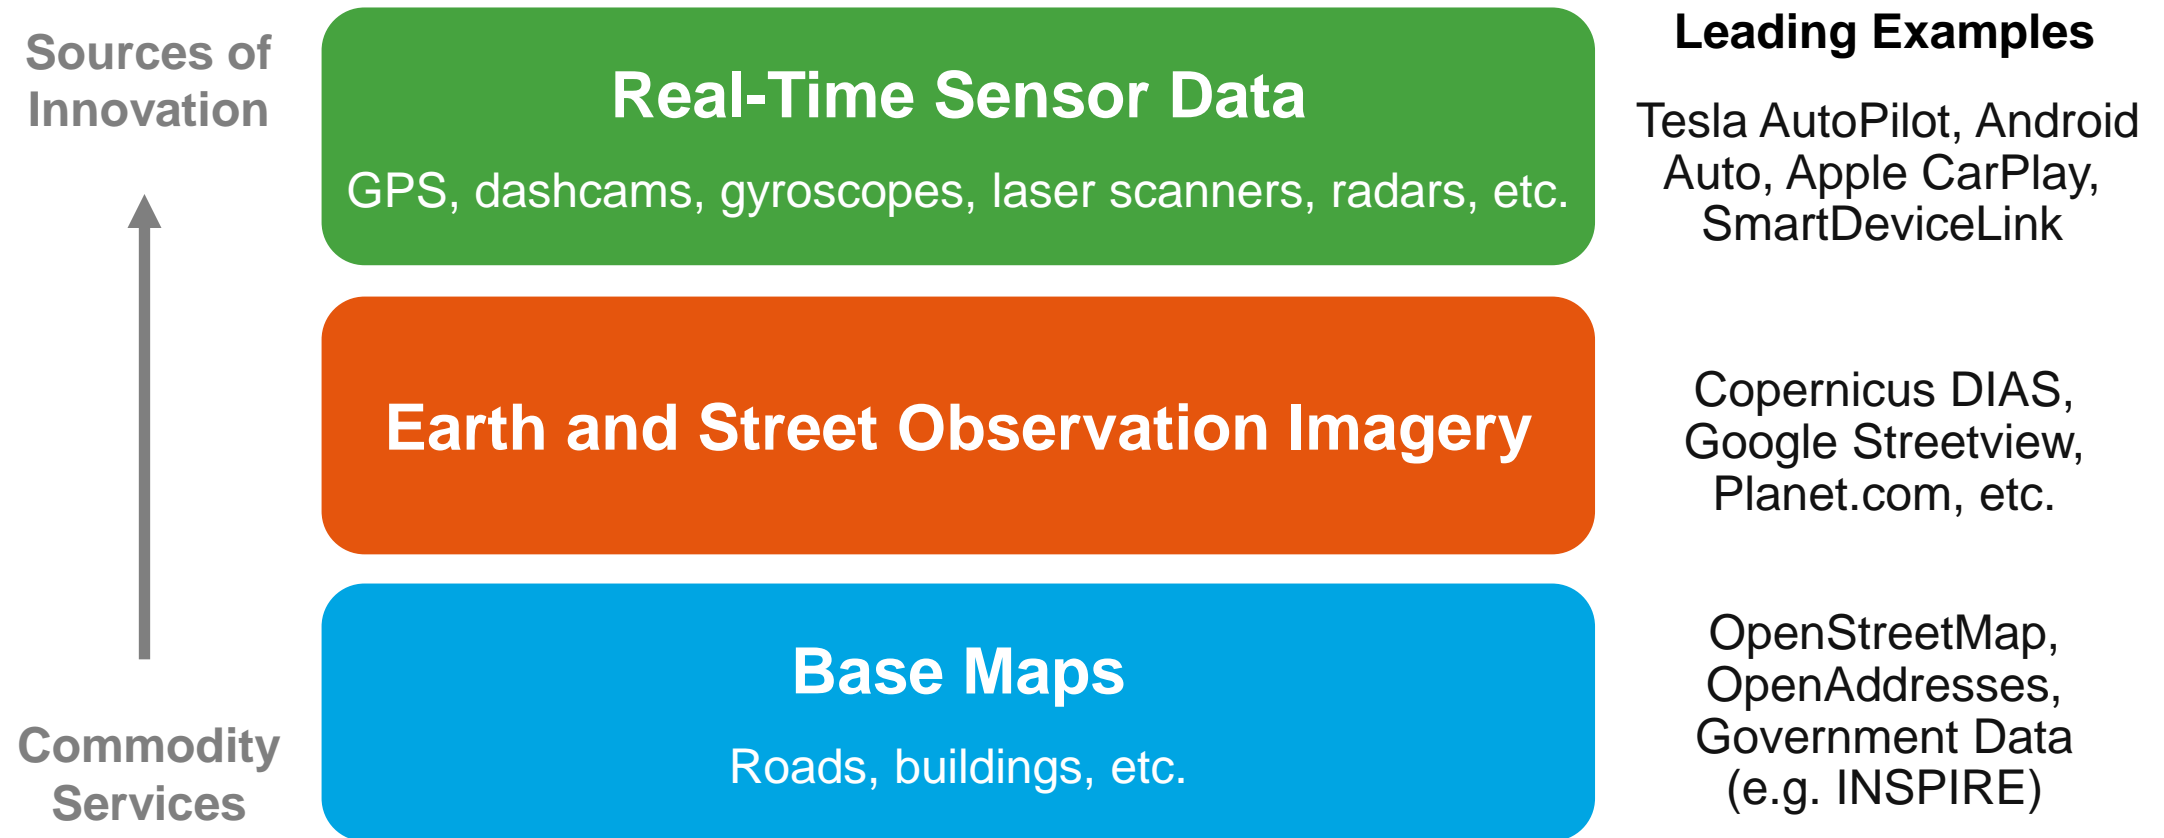 Sources of
Innovation
Commodity
Services
Real-Time Sensor Data
GPS, dashcams, gyroscopes, laser scanners, radars, etc.
Earth and Street Observation Imagery
Base Maps
Roads, buildings, etc.
Leading Examples
Tesla AutoPilot, Android
Auto, Apple CarPlay,
SmartDeviceLink
Copernicus DIAS,
Google Streetview,
Planet.com, etc.
OpenStreetMap,
OpenAddresses,
Government Data
(e.g. INSPIRE)